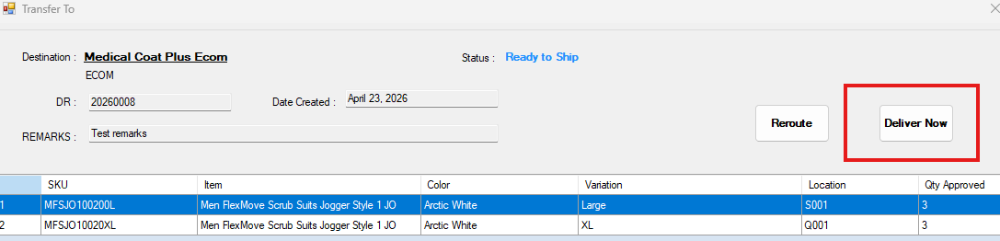 Transfer To
Destination : Medical Coat Plus Ecom Status : Ready to Ship
ECOM
DR : 20260008 Date Created : April 23, 2026
Reroute Deliver Now
REMARKS : Test remarks
SKU Item Color Variation Location Qty Approved
1 MFSJO100200L Men FlexMove Scrub Suits Jogger Style 1 JO Arctic White Large S001 3
2 MFSJO10020XL Men FlexMove Scrub Suits Jogger Style 1 JO Arctic White XL Q001 3